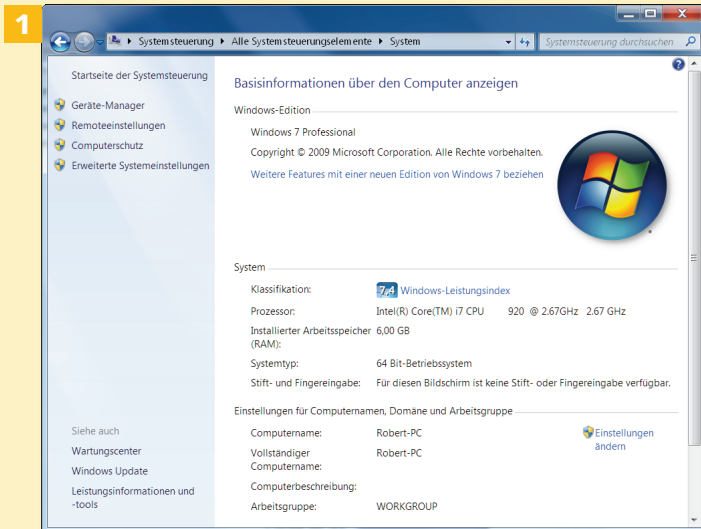 1
Systemsteuerung ▸ Alle Systemsteuerungselemente ▸ System
Systemsteuerung durchsuchen
Startseite der Systemsteuerung
Geräte-Manager
Remoteeinstellungen
Computerschutz
Erweiterte Systemeinstellungen
Basisinformationen über den Computer anzeigen
Windows-Edition
Windows 7 Professional
Copyright © 2009 Microsoft Corporation. Alle Rechte vorbehalten.
Weitere Features mit einer neuen Edition von Windows 7 beziehen
System
Klassifikation: 7,4 Windows-Leistungsindex
Prozessor: Intel(R) Core(TM) i7 CPU 920 @ 2.67GHz 2.67 GHz
Installierter Arbeitsspeicher 6,00 GB
(RAM):
Systemtyp: 64 Bit-Betriebssystem
Stift- und Fingereingabe: Für diesen Bildschirm ist keine Stift- oder Fingereingabe verfügbar.
Einstellungen für Computernamen, Domäne und Arbeitsgruppe
Computername: Robert-PC
Einstellungen
ändern
Vollständiger Robert-PC
Computername:
Computerbeschreibung:
Arbeitsgruppe: WORKGROUP
Siehe auch
Wartungscenter
Windows Update
Leistungsinformationen und
-tools